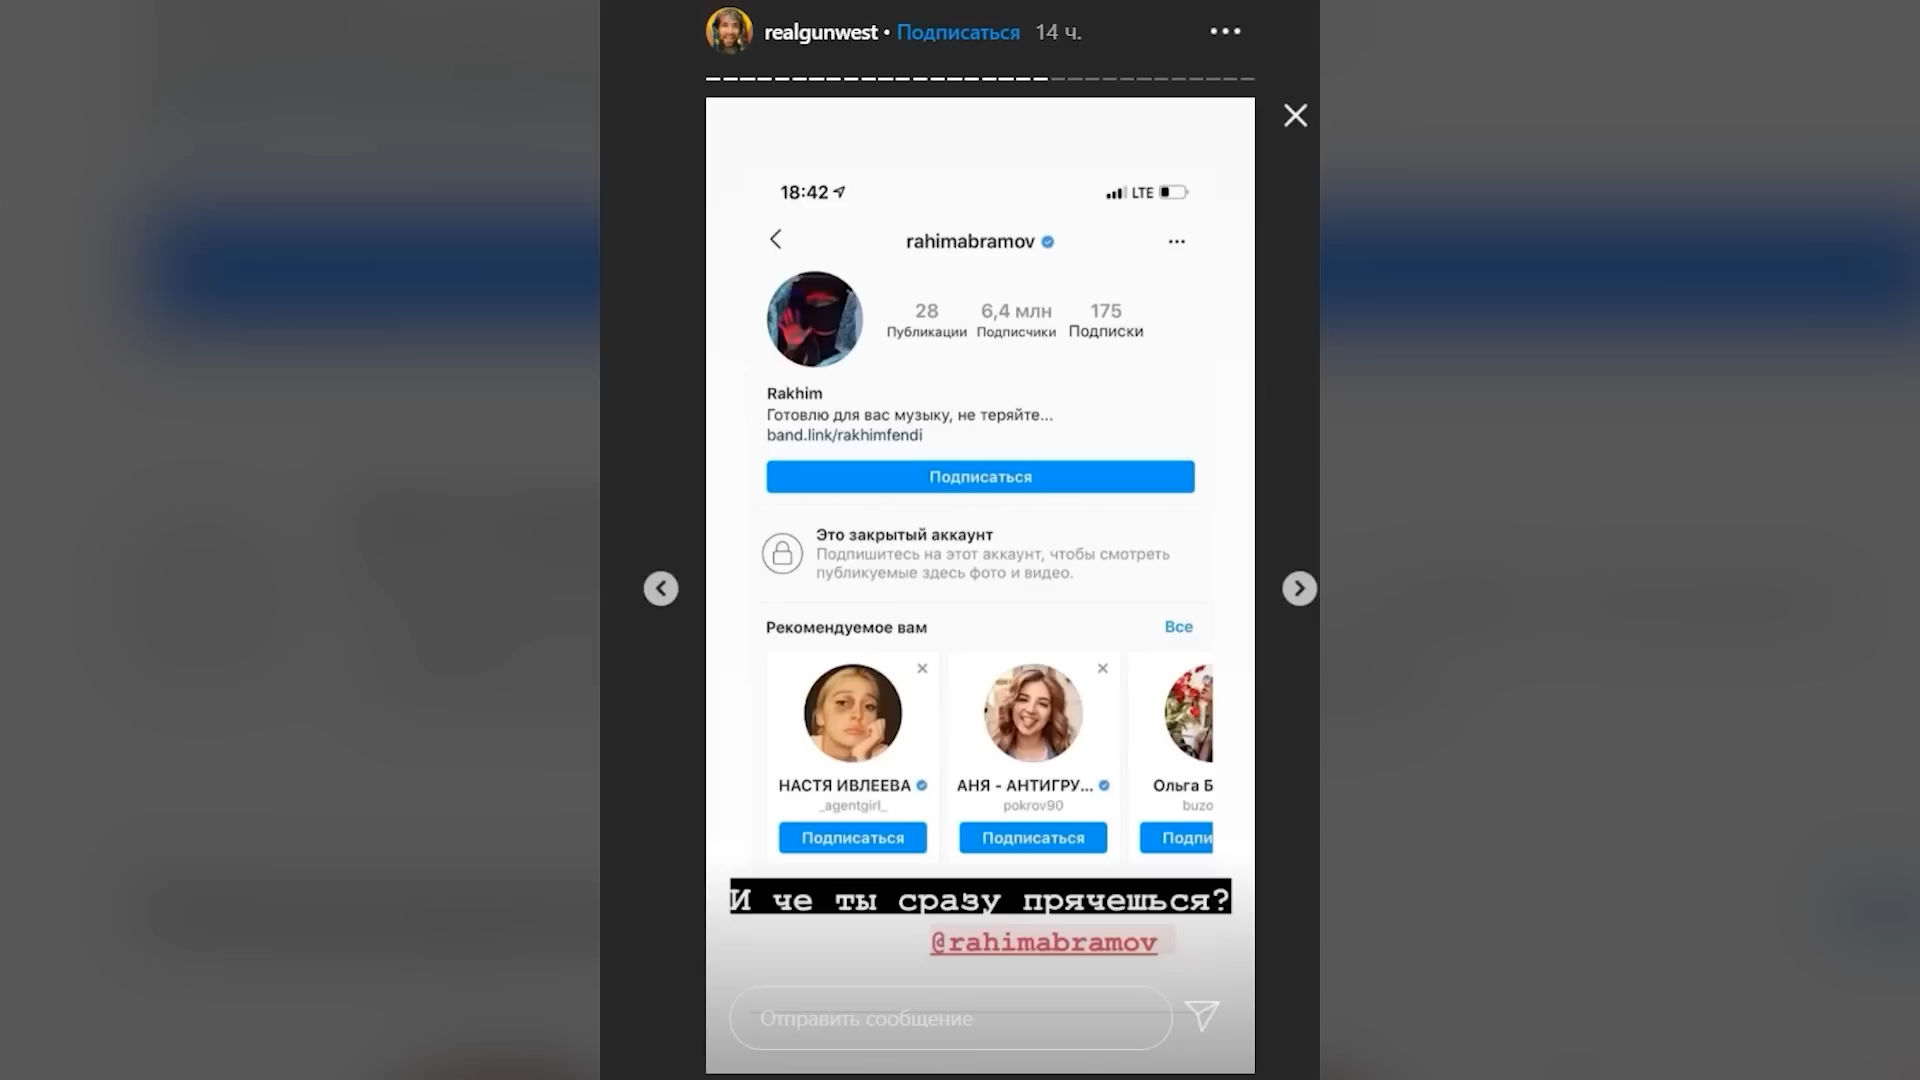 realgunwest • Подписаться 14 ч.
18:42 LTE
rahimabramov
28 6,4 млн 175
Публикации Подписчики Подписки
Rakhim
Готовлю для вас музыку, не теряйте...
band.link/rakhimfendi
Подписаться
Это закрытый аккаунт
Подпишитесь на этот аккаунт, чтобы смотреть
публикуемые здесь фото и видео.
Рекомендуемое вам Все
НАСТЯ ИВЛЕЕВА АНЯ - АНТИГРУ... Ольга Б
_agentgirl_ pokrov90 buzo
Подписаться Подписаться Подпи
И че ты сразу прячешься?
@rahimabramov
Отправить сообщение